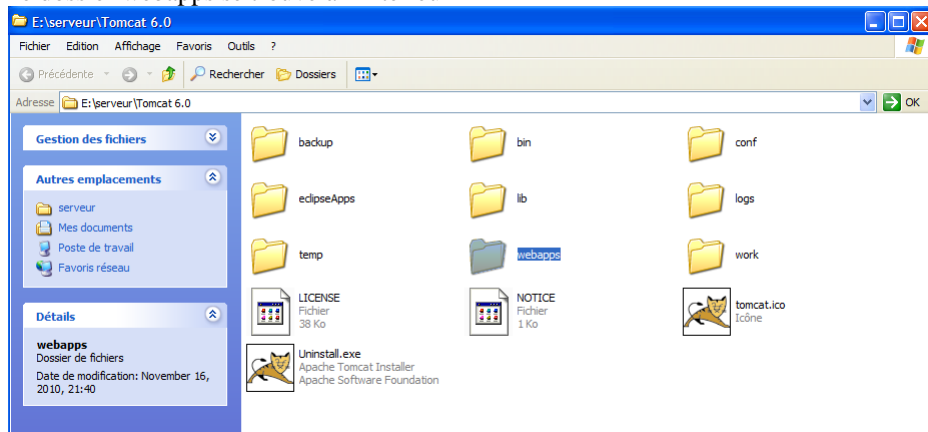 E:\serveur\Tomcat 6.0
Fichier Edition Affichage Favoris Outils ?
Précédente Rechercher Dossiers
Adresse E:\serveur\Tomcat 6.0 OK
Gestion des fichiers
Autres emplacements
serveur
Mes documents
Poste de travail
Favoris réseau
Détails
webapps
Dossier de fichiers
Date de modification: November 16,
2010, 21:40
backup bin conf
eclipseApps lib logs
temp webapps work
LICENSE
Fichier
38 Ko
NOTICE
Fichier
1 Ko
tomcat.ico
Icône
Uninstall.exe
Apache Tomcat Installer
Apache Software Foundation